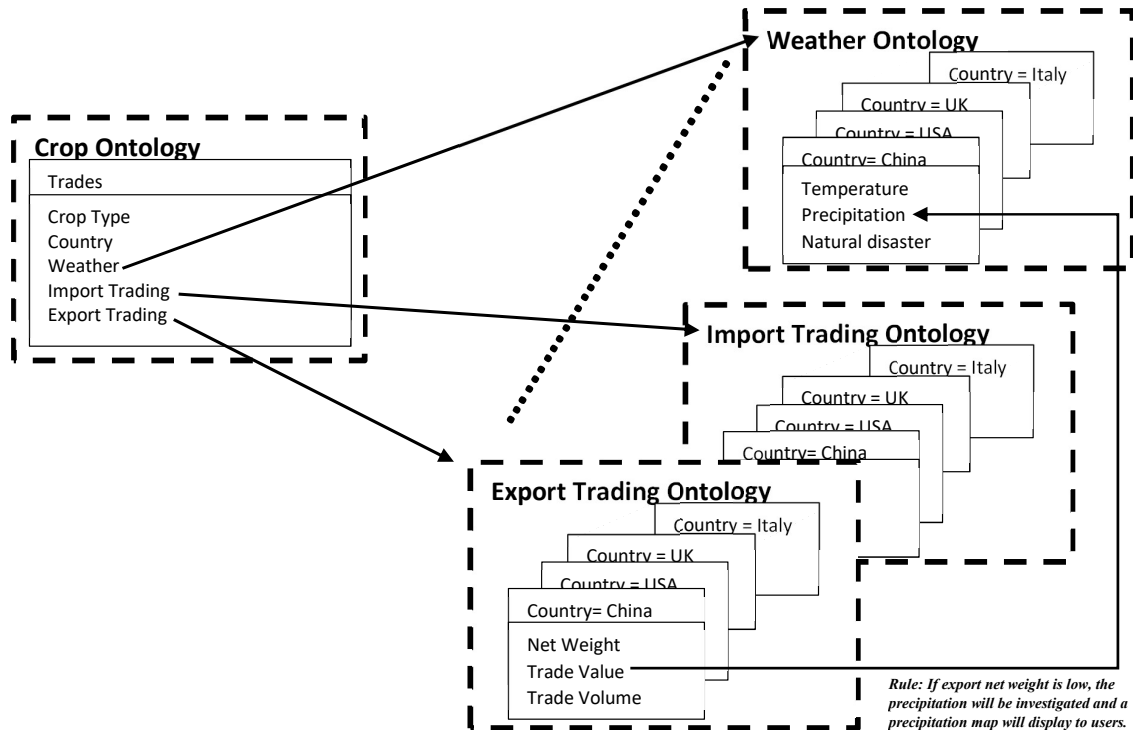 Crop Ontology
Trades
Crop Type
Country
Weather
Import Trading
Export Trading
Weather Ontology
Country = Italy
Country = UK
Country = USA
Country= China
Temperature
Precipitation
Natural disaster
Import Trading Ontology
Country = Italy
Country = UK
Country = USA
Country= China
Export Trading Ontology
Country = Italy
Country = UK
Country = USA
Country= China
Net Weight
Trade Value
Trade Volume
Rule: If export net weight is low, the
precipitation will be investigated and a
precipitation map will display to users.